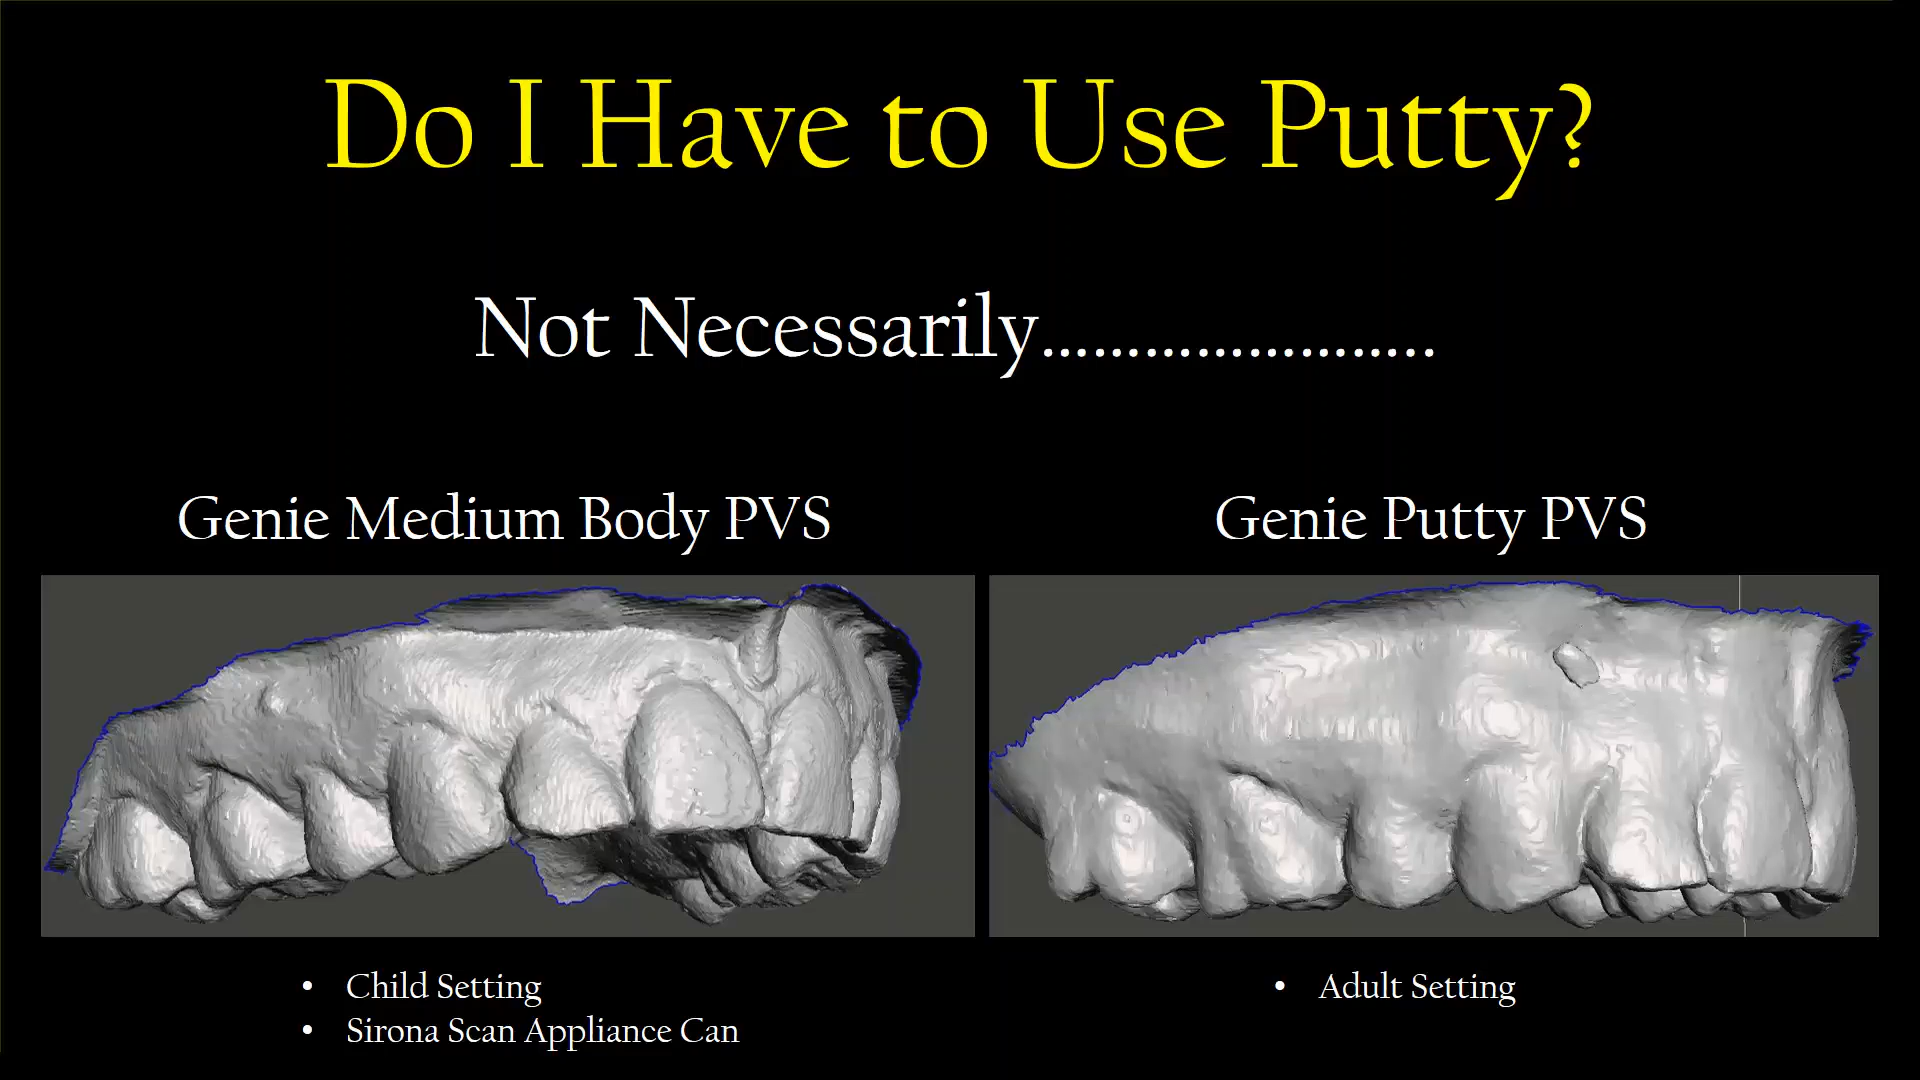 Do I Have to Use Putty?
Not Necessarily.....................
Genie Medium Body PVS
Genie Putty PVS
• Child Setting
• Sirona Scan Appliance Can
• Adult Setting